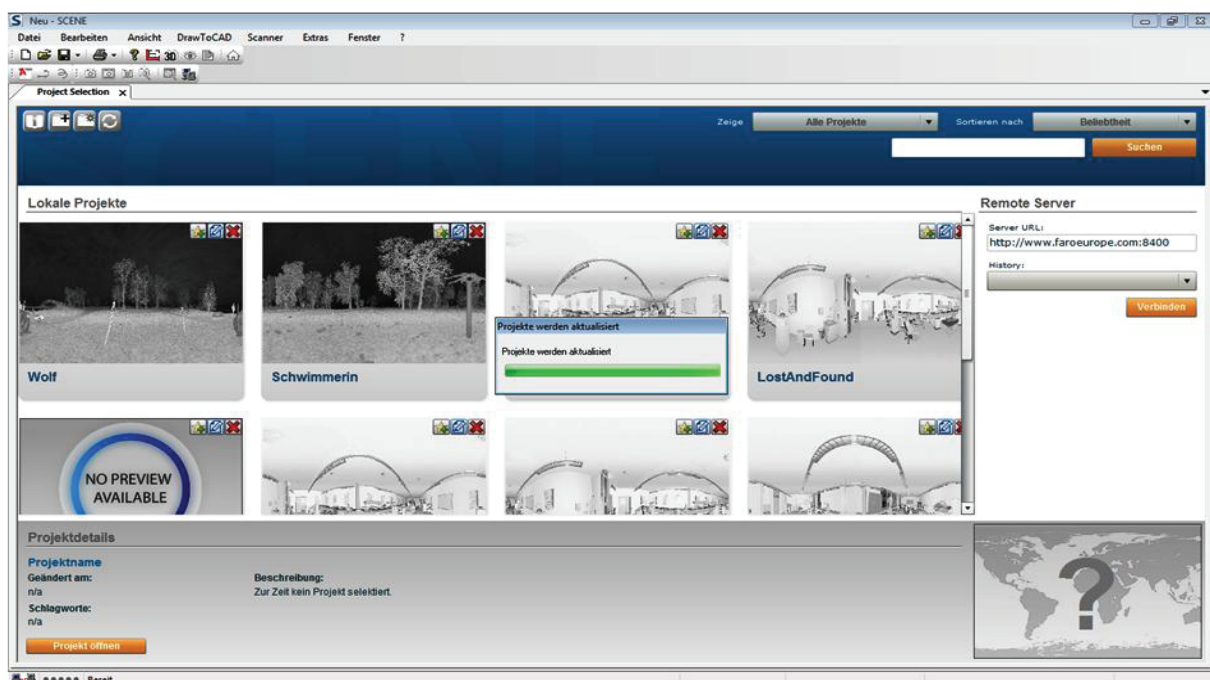 Neu - SCENE
Datei Bearbeiten Ansicht DrawToCAD Scanner Extras Fenster ?
3D
Project Selection x
Zeige Alle Projekte Sortieren nach Beliebtheit
Suchen
Lokale Projekte
Remote Server
Server URL:
http://www.faroeurope.com:8400
History:
Verbinden
Projekte werden aktualisiert
Projekte werden aktualisiert
Wolf
Schwimmerin
LostAndFound
NO PREVIEW
AVAILABLE
Projektdetails
Projektname
Geändert am:
n/a
Schlagworte:
n/a
Beschreibung:
Zur Zeit kein Projekt selektiert.
Projekt öffnen
?
Bereit